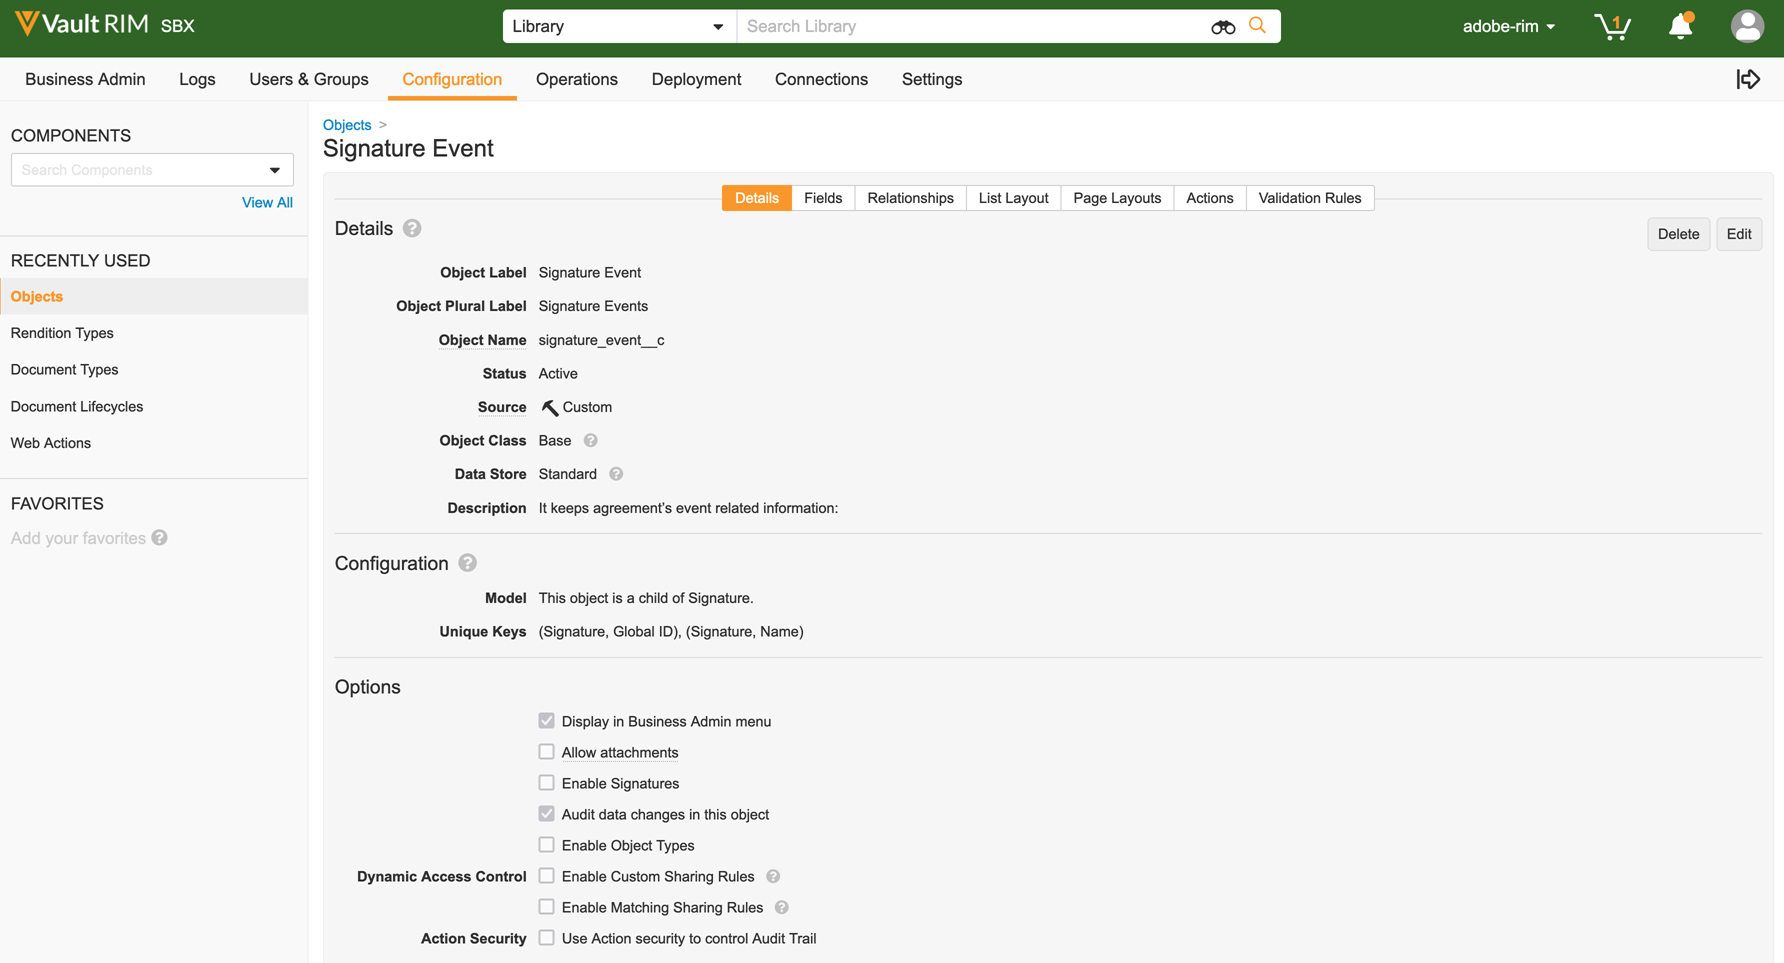 Vault RIM SBX
Library
Search Library
adobe-rim
1
Business Admin Logs Users & Groups Configuration Operations Deployment Connections Settings
COMPONENTS
Search Components
View All
RECENTLY USED
Objects
Rendition Types
Document Types
Document Lifecycles
Web Actions
FAVORITES
Add your favorites ?
Objects >
Signature Event
Details Fields Relationships List Layout Page Layouts Actions Validation Rules
Details ?
Delete Edit
Object Label Signature Event
Object Plural Label Signature Events
Object Name signature_event__c
Status Active
Source Custom
Object Class Base ?
Data Store Standard ?
Description It keeps agreement's event related information:
Configuration ?
Model This object is a child of Signature.
Unique Keys (Signature, Global ID), (Signature, Name)
Options
Display in Business Admin menu
Allow attachments
Enable Signatures
Audit data changes in this object
Enable Object Types
Dynamic Access Control Enable Custom Sharing Rules ?
Enable Matching Sharing Rules ?
Action Security Use Action security to control Audit Trail